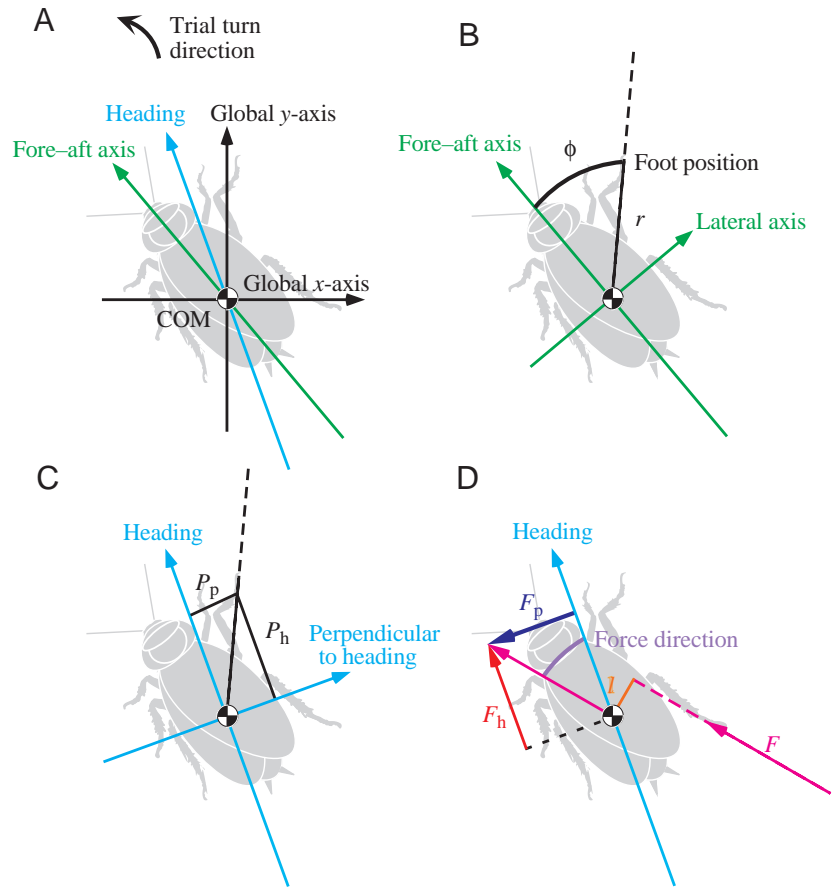 A
Trial turn
direction
Heading
Global y-axis
Fore–aft axis
Global x-axis
COM
B
Fore–aft axis
ϕ
Foot position
r
Lateral axis
C
Heading
Pp
Ph
Perpendicular
to heading
D
Heading
Fp
Force direction
l
Fh
F